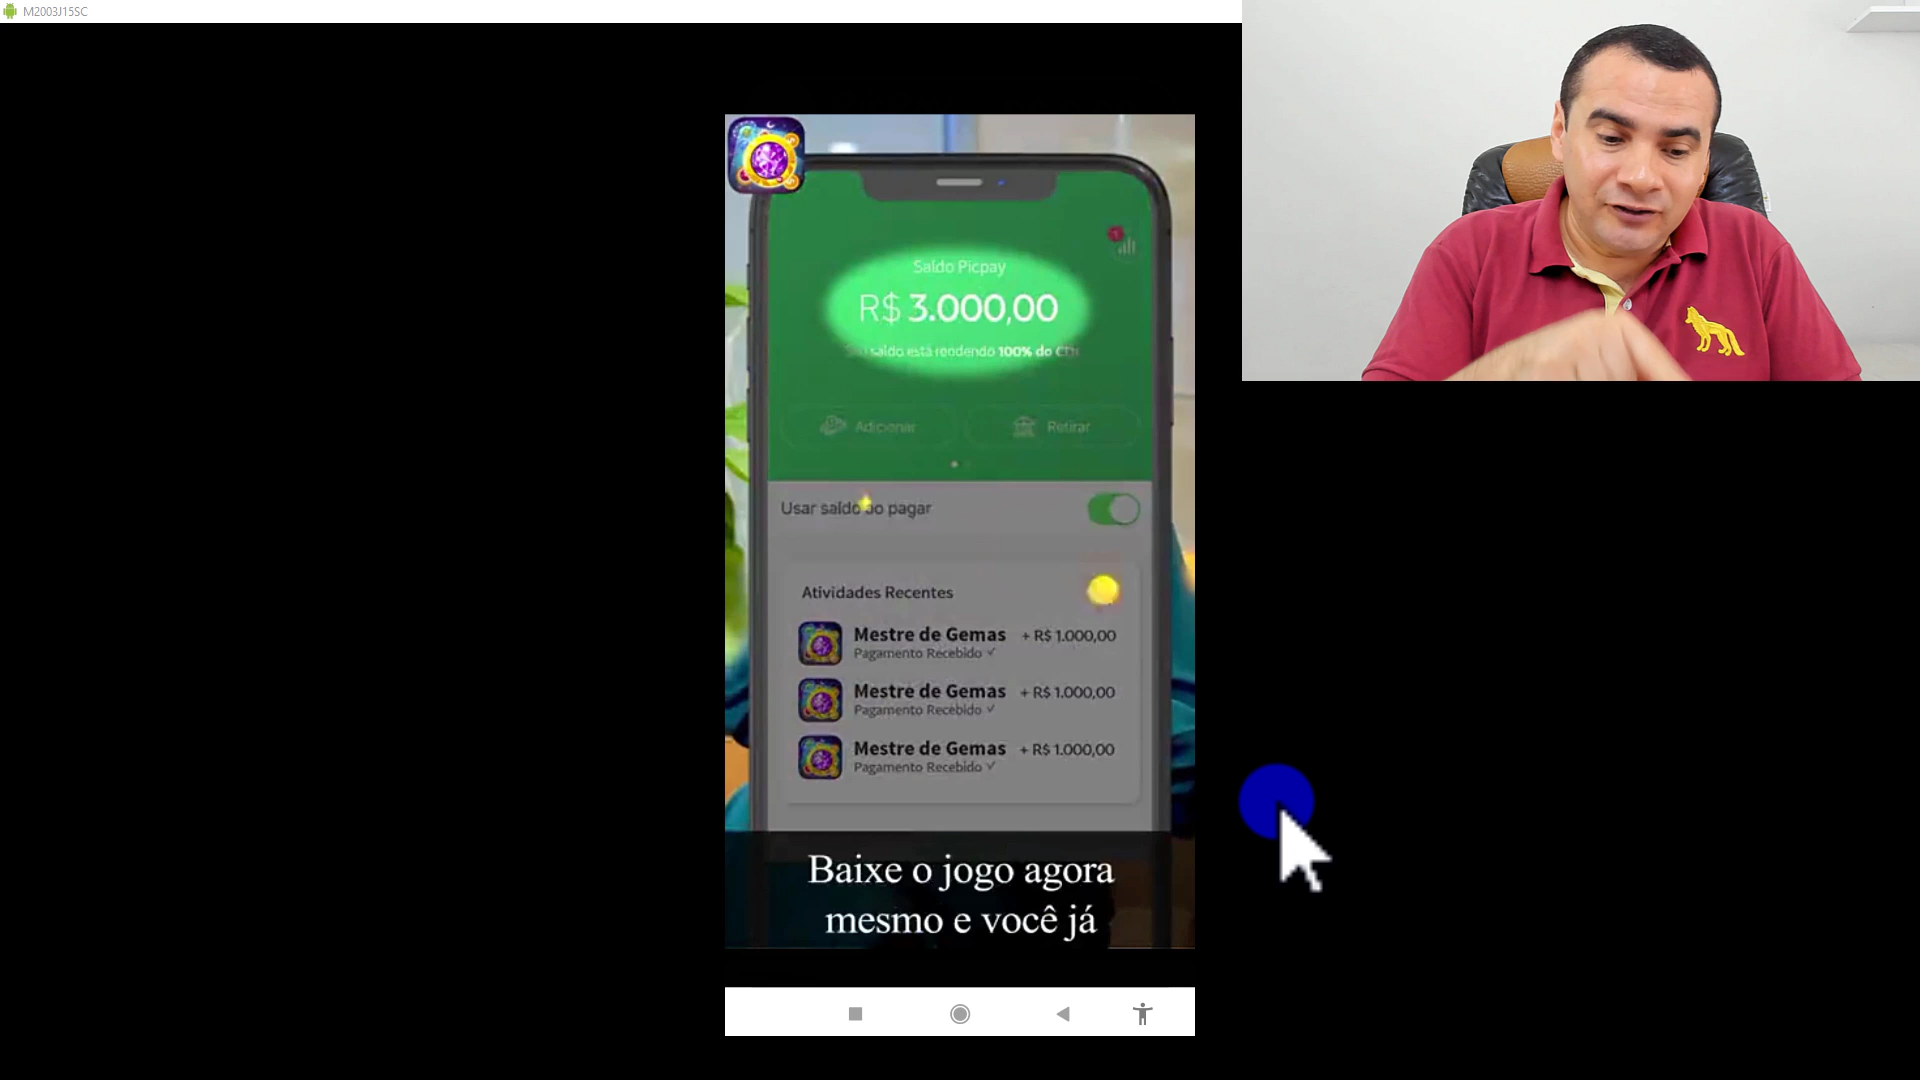 M2003J15SC
Saldo Picpay
R$ 3.000,00
saldo está rendendo 100% do CDI
Adicionar
Retirar
Usar saldo ao pagar
Atividades Recentes
Mestre de Gemas + R$ 1.000,00
Pagamento Recebido ✓
Mestre de Gemas + R$ 1.000,00
Pagamento Recebido ✓
Mestre de Gemas + R$ 1.000,00
Pagamento Recebido ✓
Baixe o jogo agora
mesmo e você já